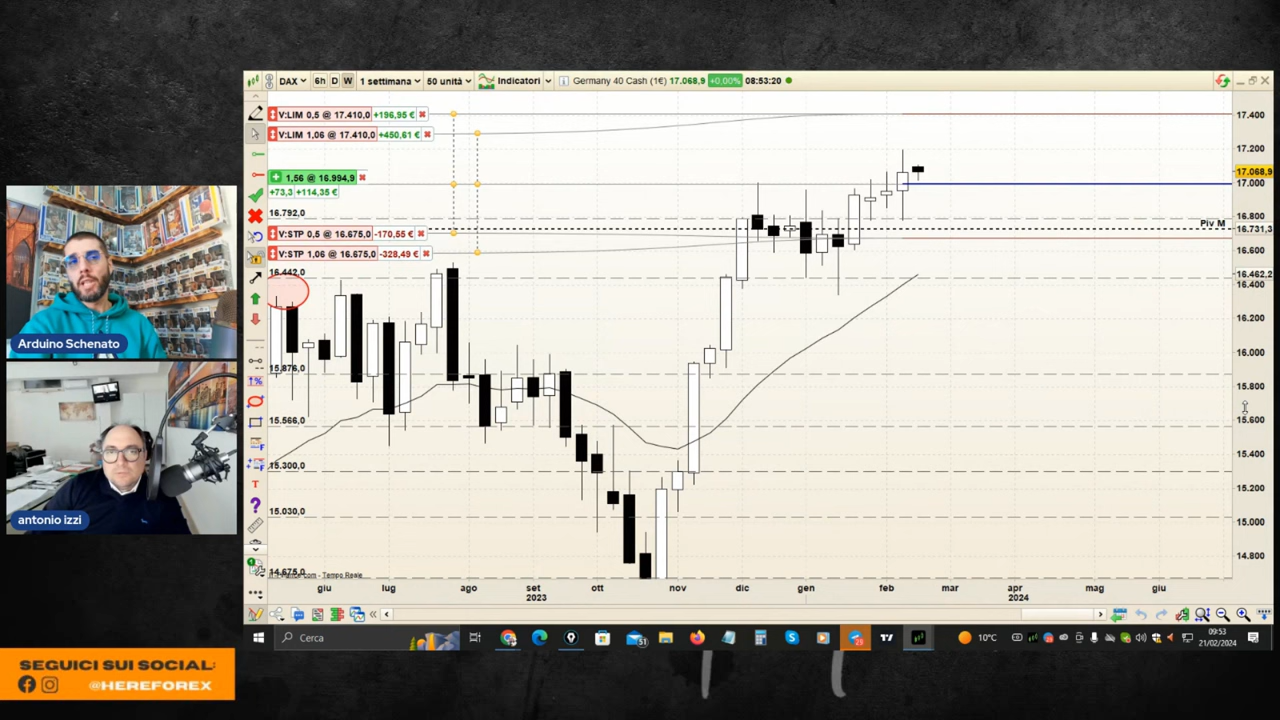 DAX
6h D W
1 settimana
50 unità
Indicatori
Germany 40 Cash (1€) 17.068,9 +0,00% 08:53:20
V:LIM 0,5 @ 17.410,0 +196,95 €
V:LIM 1,06 @ 17.410,0 +450,61 €
1,56 @ 16.994,9
+73,3 +114,35 €
16.792,0
V:STP 0,5 @ 16.675,0 -170,55 €
V:STP 1,06 @ 16.675,0 -328,49 €
16.442,0
15.876,0
15.566,0
15.300,0
15.030,0
14.675,0
Piv M
17.400
17.200
17.068,9
17.000
16.800
16.731,3
16.600
16.462,2
16.400
16.200
16.000
15.800
15.600
15.400
15.200
15.000
14.800
giu lug ago set ott nov dic gen feb mar apr mag giu
2023 2024
Arduino Schenato
antonio izzi
Cerca
51
29
10°C
09:53
21/02/2024
SEGUICI SUI SOCIAL:
@HEREFOREX